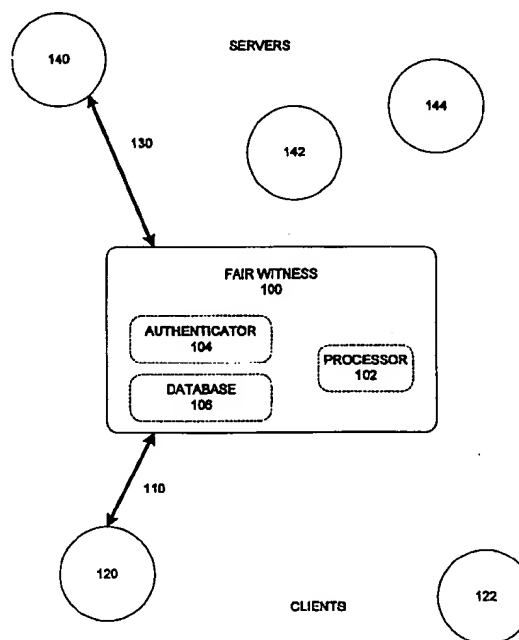 140
SERVERS
144
130
142
FAIR WITNESS
100
AUTHENTICATOR
104
PROCESSOR
102
DATABASE
106
110
120
122
CLIENTS